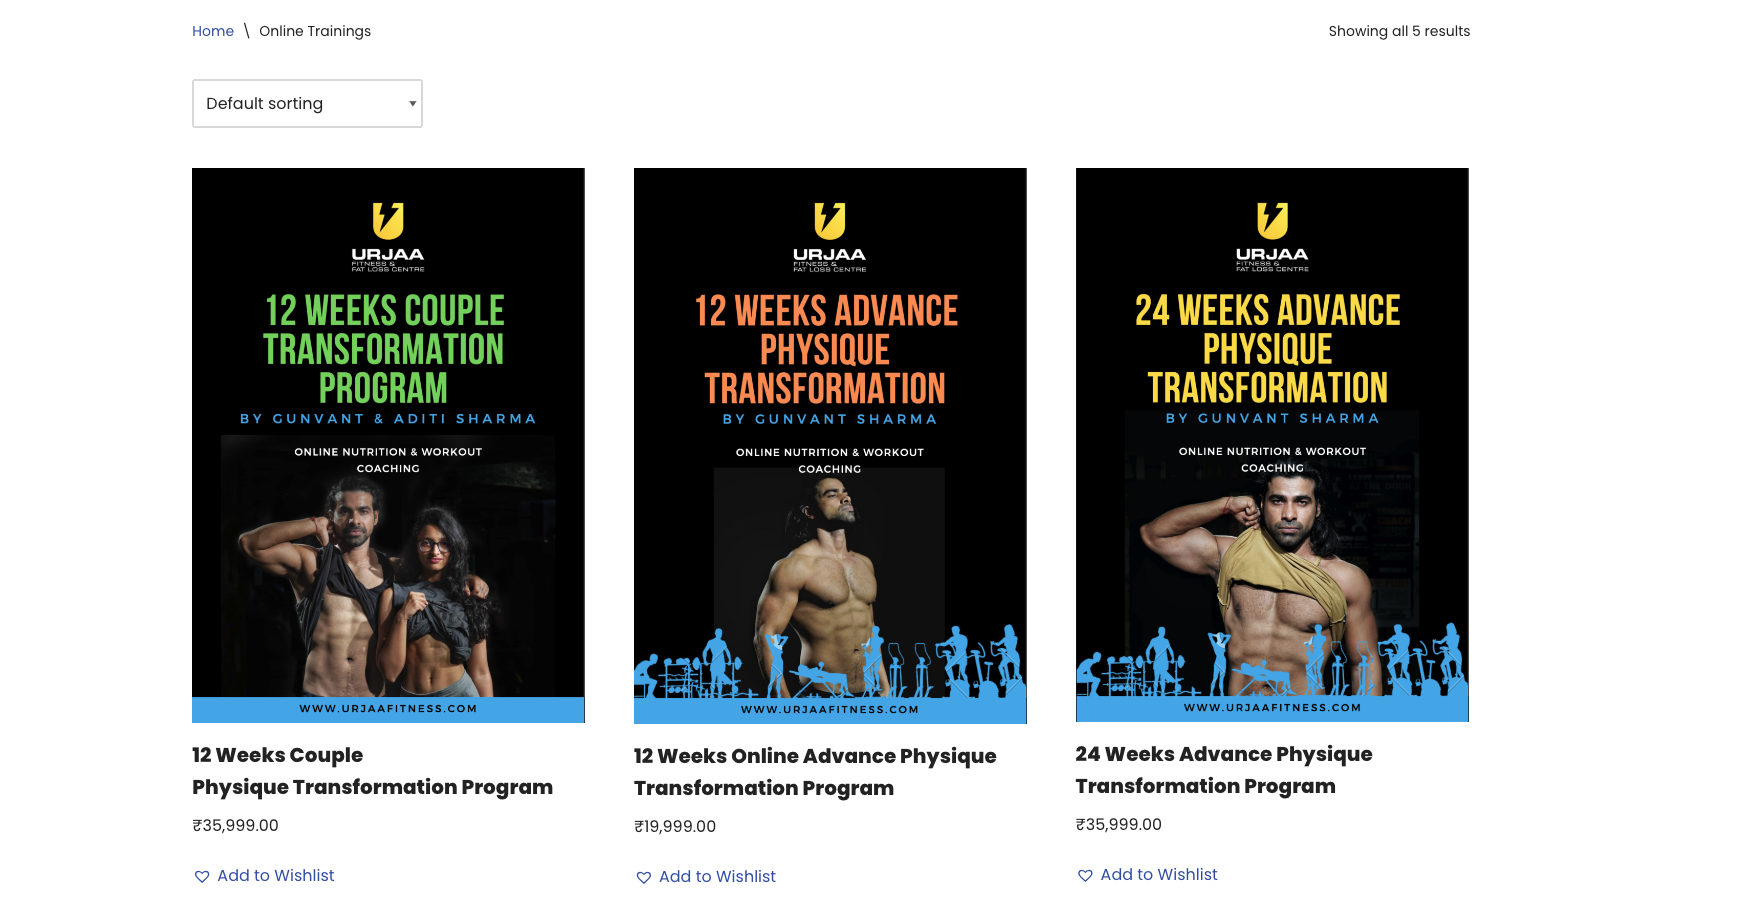 Home \ Online Trainings
Showing all 5 results
Default sorting
URJAA
FITNESS &
FAT LOSS CENTRE
12 WEEKS COUPLE
TRANSFORMATION
PROGRAM
BY GUNVANT & ADITI SHARMA
ONLINE NUTRITION & WORKOUT
COACHING
WWW.URJAAFITNESS.COM
12 Weeks Couple
Physique Transformation Program
₹35,999.00
Add to Wishlist
URJAA
FITNESS &
FAT LOSS CENTRE
12 WEEKS ADVANCE
PHYSIQUE
TRANSFORMATION
BY GUNVANT SHARMA
ONLINE NUTRITION & WORKOUT
COACHING
WWW.URJAAFITNESS.COM
12 Weeks Online Advance Physique
Transformation Program
₹19,999.00
Add to Wishlist
URJAA
FITNESS &
FAT LOSS CENTRE
24 WEEKS ADVANCE
PHYSIQUE
TRANSFORMATION
BY GUNVANT SHARMA
ONLINE NUTRITION & WORKOUT
COACHING
WWW.URJAAFITNESS.COM
24 Weeks Advance Physique
Transformation Program
₹35,999.00
Add to Wishlist